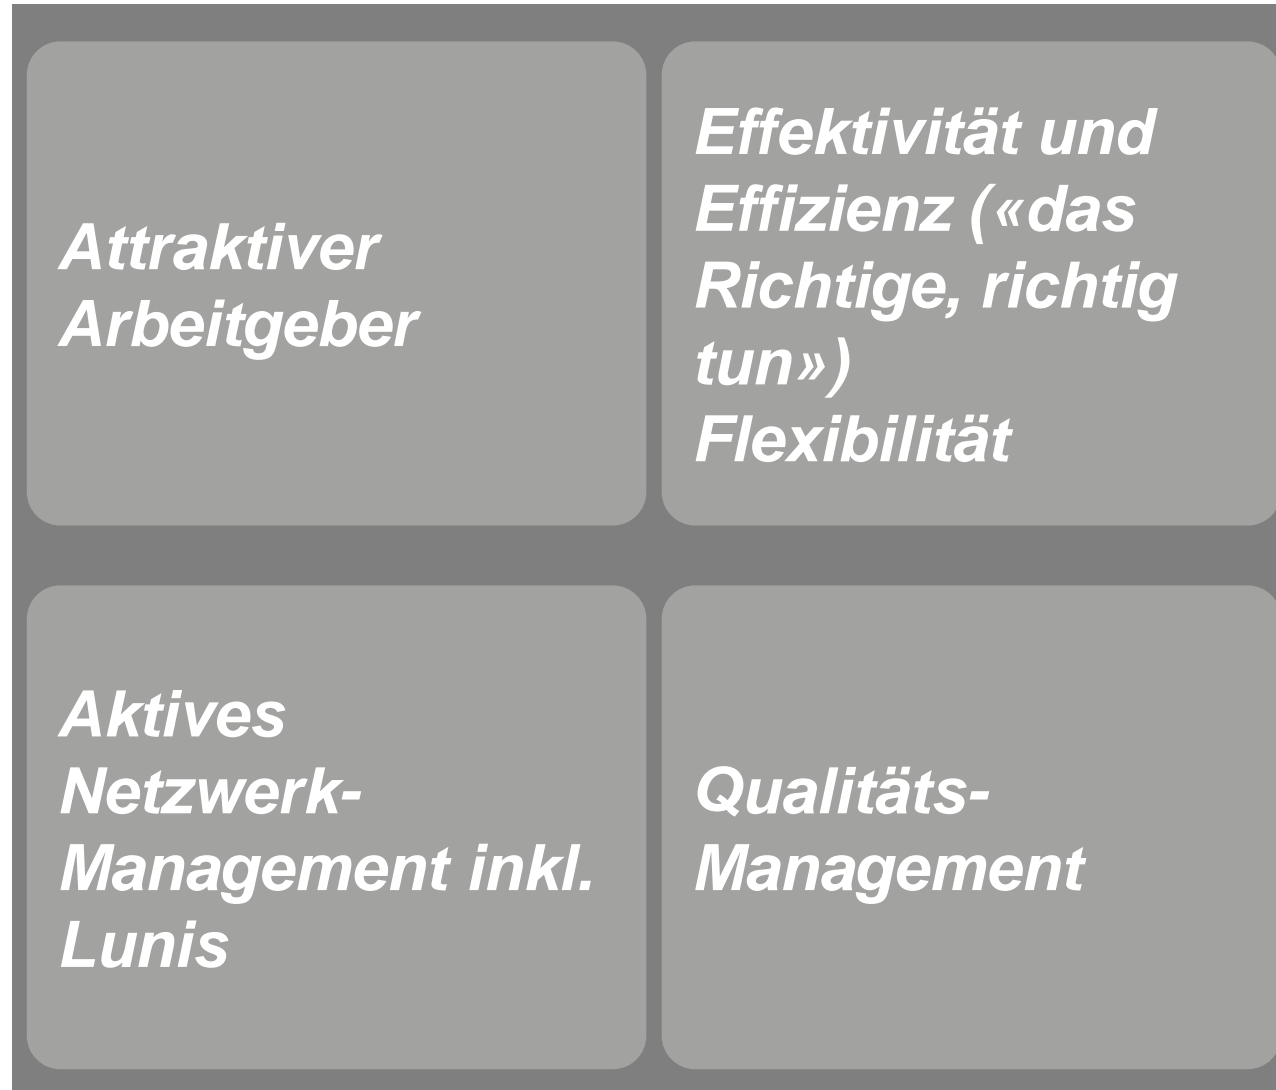 Attraktiver
Arbeitgeber
Effektivität und
Effizienz («das
Richtige, richtig
tun»)
Flexibilität
Aktives
Netzwerk-
Management inkl.
Lunis
Qualitäts-
Management